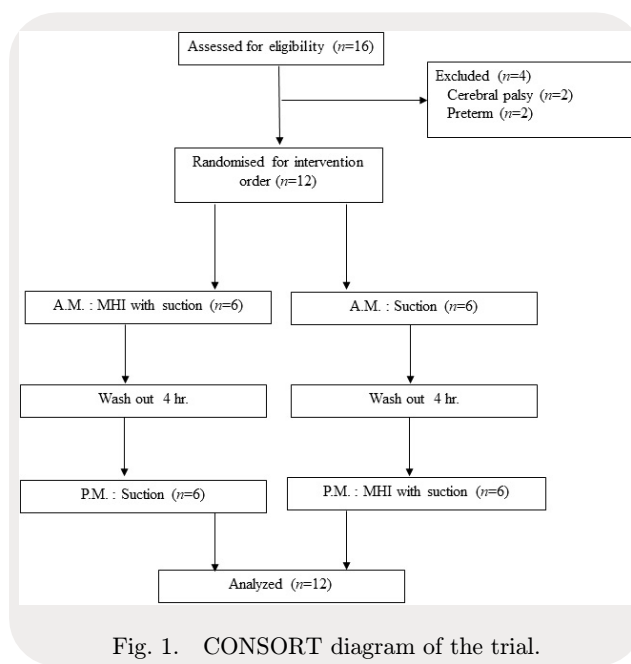 Assessed for eligibility (n=16)
Excluded (n=4)
Cerebral palsy (n=2)
Preterm (n=2)
Randomised for intervention
order (n=12)
A.M. : MHI with suction (n=6)
A.M. : Suction (n=6)
Wash out 4 hr.
Wash out 4 hr.
P.M. : Suction (n=6)
P.M. : MHI with suction (n=6)
Analyzed (n=12)
Fig. 1. CONSORT diagram of the trial.